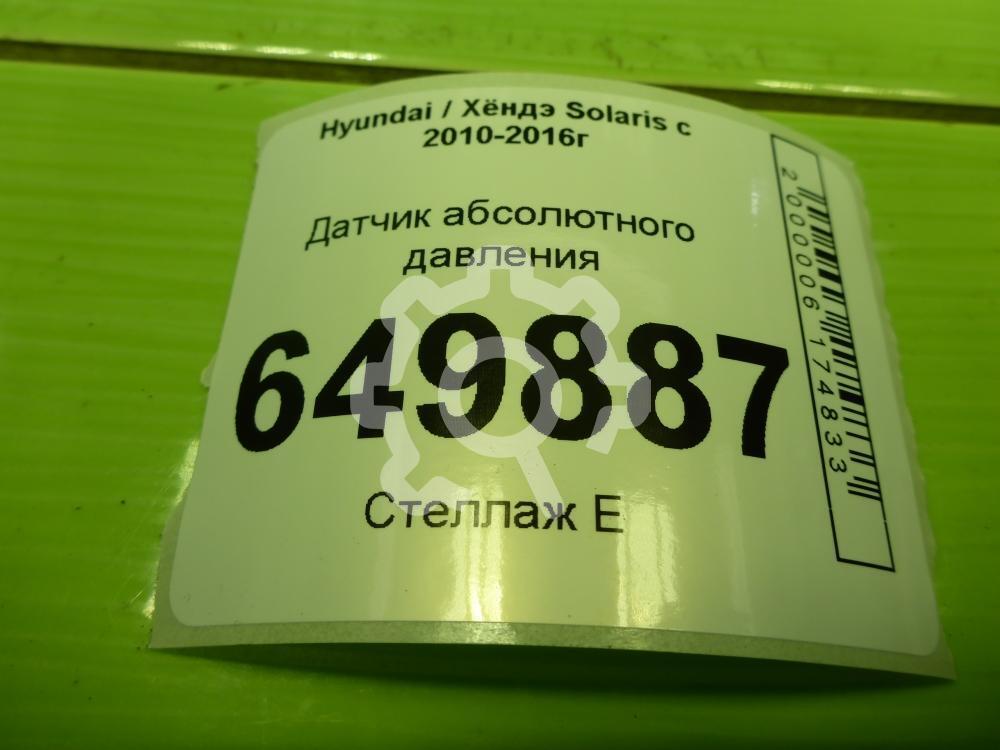 Hyundai / Хёндэ Solaris с
2010-2016г
Датчик абсолютного
давления
649887
Стеллаж Е
2000006174833